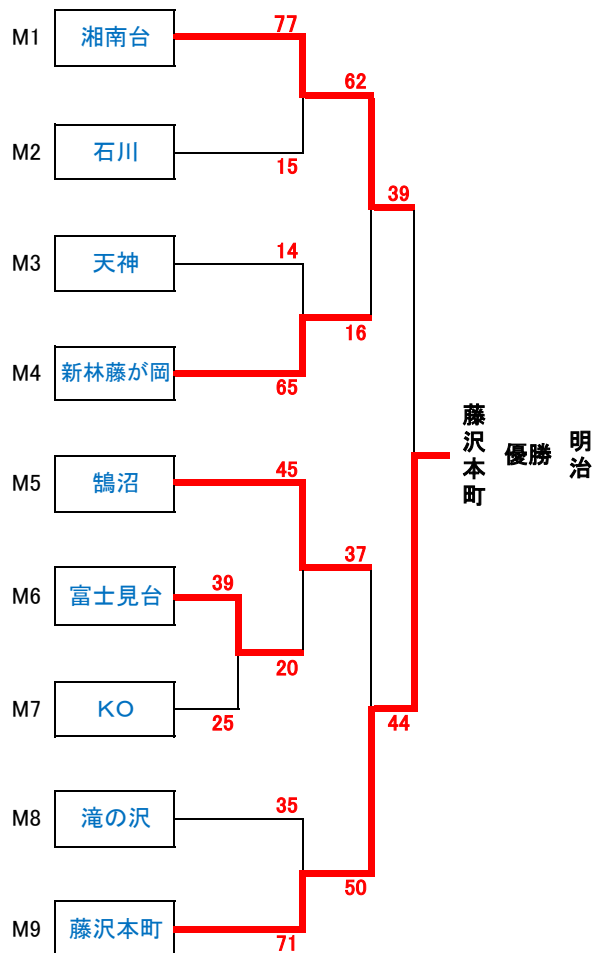 M1 湘南台 77
62
M2 石川 15
39
M3 天神 14
16
M4 新林藤が岡 65
藤沢本町 優勝 明治
M5 鵠沼 45
37
M6 富士見台 39
20
M7 KO 25
44
M8 滝の沢 35
50
M9 藤沢本町 71